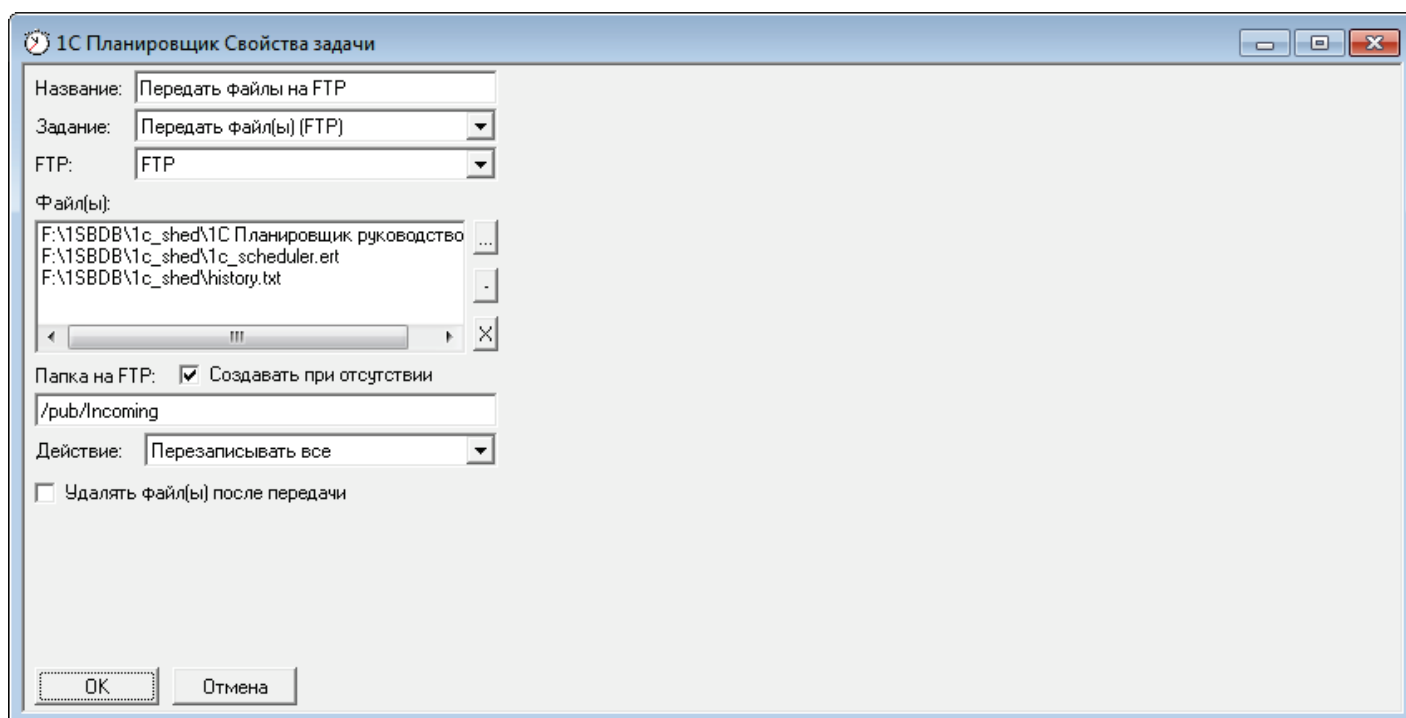 1С Планировщик Свойства задачи
Название: Передать файлы на FTP
Задание: Передать файл(ы) (FTP)
FTP: FTP
Файл(ы):
F:\1SBDB\1c_shed\1С Планировщик руководство
...
F:\1SBDB\1c_shed\1c_scheduler.ert
F:\1SBDB\1c_shed\history.txt
-
X
Папка на FTP: Создавать при отсутствии
/pub/Incoming
Действие: Перезаписывать все
Удалять файл(ы) после передачи
OK Отмена